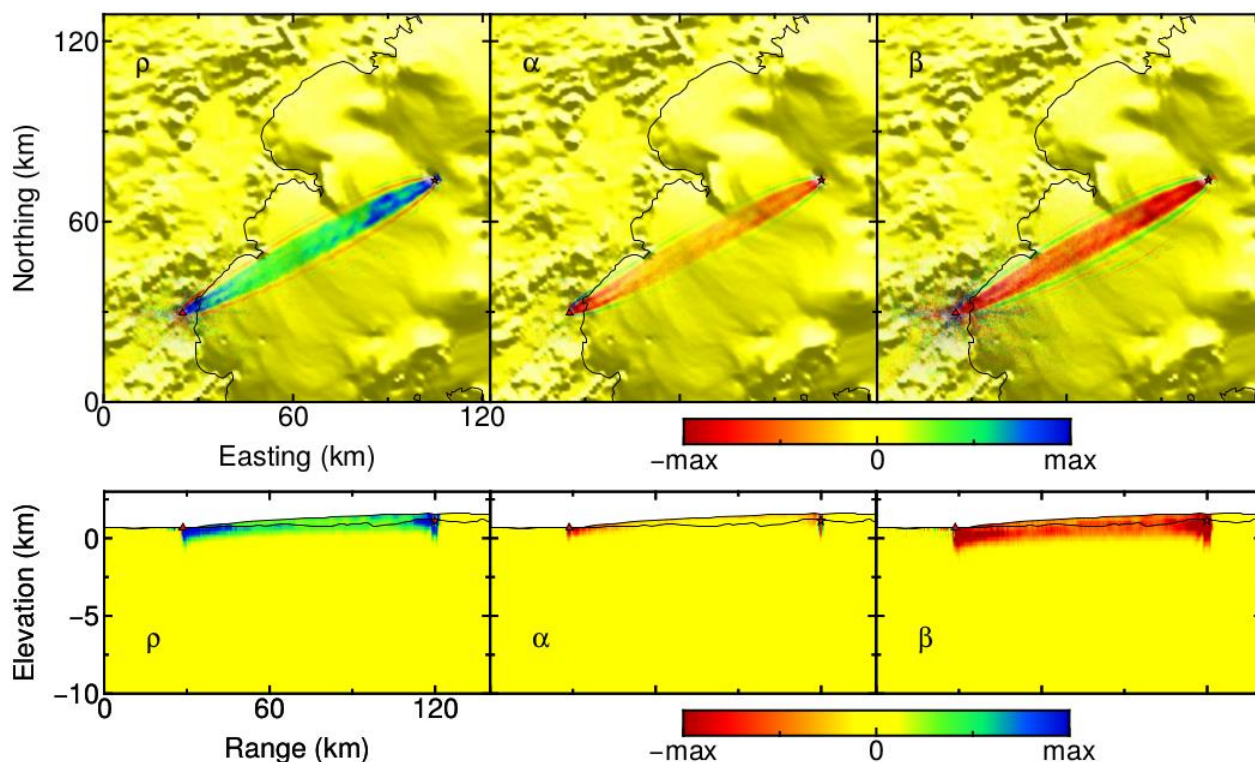 120
ρ
α
β
60
Northing (km)
0
0
60
120
Easting (km)
−max
0
max
0
−5
−10
Elevation (km)
ρ
α
β
0
60
120
Range (km)
−max
0
max